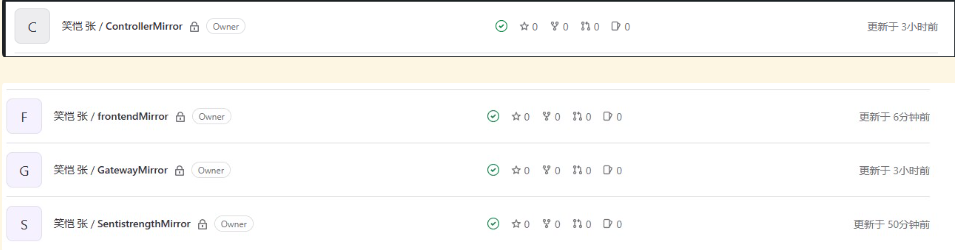 C 笑恺 张 / ControllerMirror Owner 0 0 0 0 更新于 3小时前
F 笑恺 张 / frontendMirror Owner 0 0 0 0 更新于 6分钟前
G 笑恺 张 / GatewayMirror Owner 0 0 0 0 更新于 3小时前
S 笑恺 张 / SentistrengthMirror Owner 0 0 0 0 更新于 50分钟前